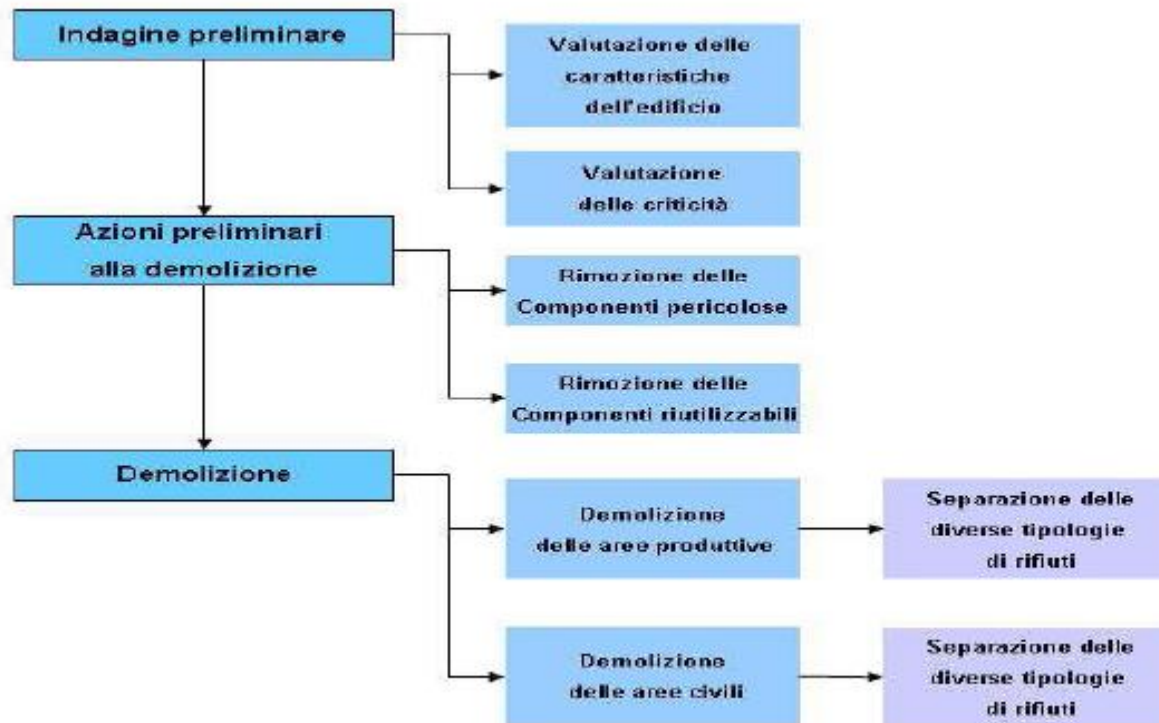 Indagine preliminare
Valutazione delle
caratteristiche
dell'edificio
Valutazione
delle criticità
Azioni preliminari
alla demolizione
Rimozione delle
Componenti pericolose
Rimozione delle
Componenti riutilizzabili
Demolizione
Demolizione
delle aree produttive
Separazione delle
diverse tipologie
di rifiuti
Demolizione
delle aree civili
Separazione delle
diverse tipologie
di rifiuti